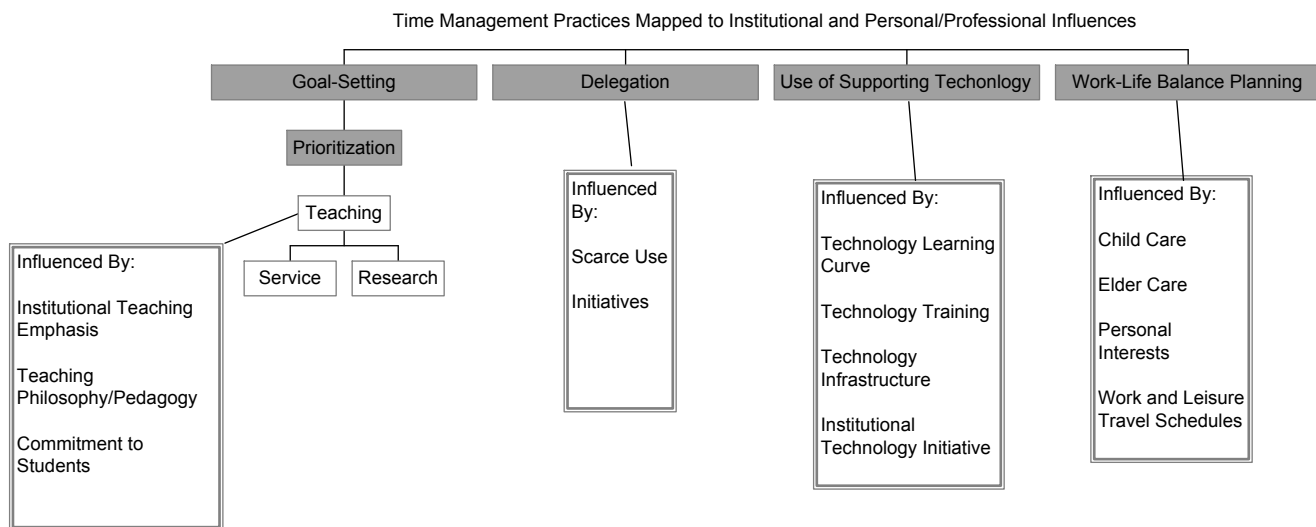 Time Management Practices Mapped to Institutional and Personal/Professional Influences
Goal-Setting
Delegation
Use of Supporting Techonlogy
Work-Life Balance Planning
Prioritization
Teaching
Service
Research
Influenced By:
Institutional Teaching
Emphasis
Teaching
Philosophy/Pedagogy
Commitment to
Students
Influenced
By:
Scarce Use
Initiatives
Influenced By:
Technology Learning
Curve
Technology Training
Technology
Infrastructure
Institutional
Technology Initiative
Influenced By:
Child Care
Elder Care
Personal
Interests
Work and Leisure
Travel Schedules